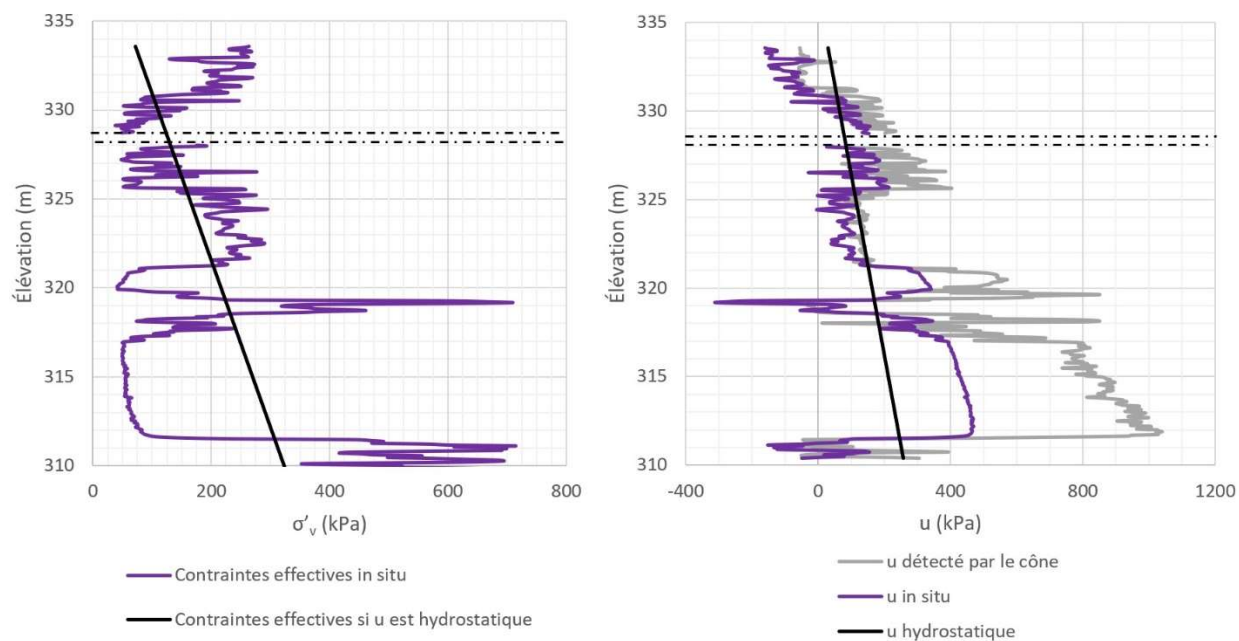 335
330
325
320
315
310
Élévation (m)
0
200
400
600
800
σ'v (kPa)
Contraintes effectives in situ
Contraintes effectives si u est hydrostatique
335
330
325
320
315
310
Élévation (m)
-400
0
400
800
1200
u (kPa)
u détecté par le cône
u in situ
u hydrostatique